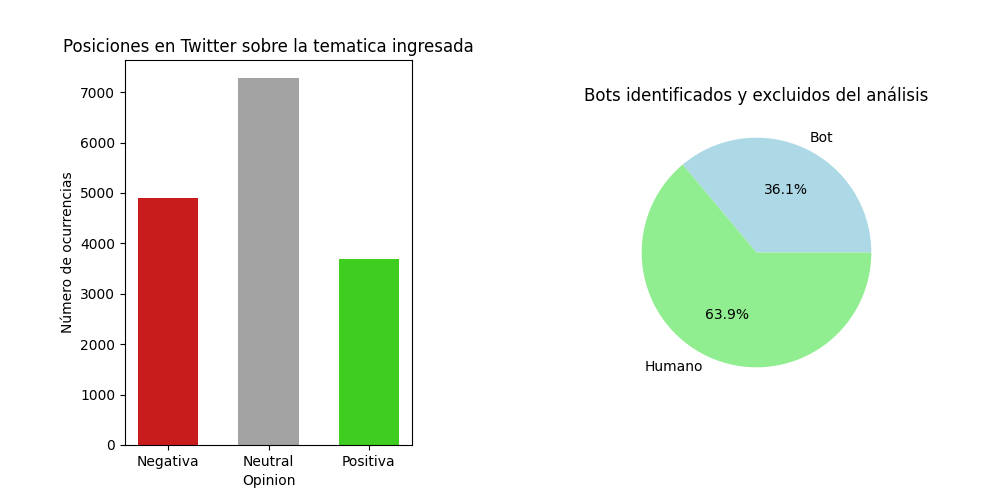 Posiciones en Twitter sobre la tematica ingresada
Número de ocurrencias
7000
6000
5000
4000
3000
2000
1000
0
Negativa
Neutral
Positiva
Opinion
Bots identificados y excluidos del análisis
Bot
36.1%
63.9%
Humano